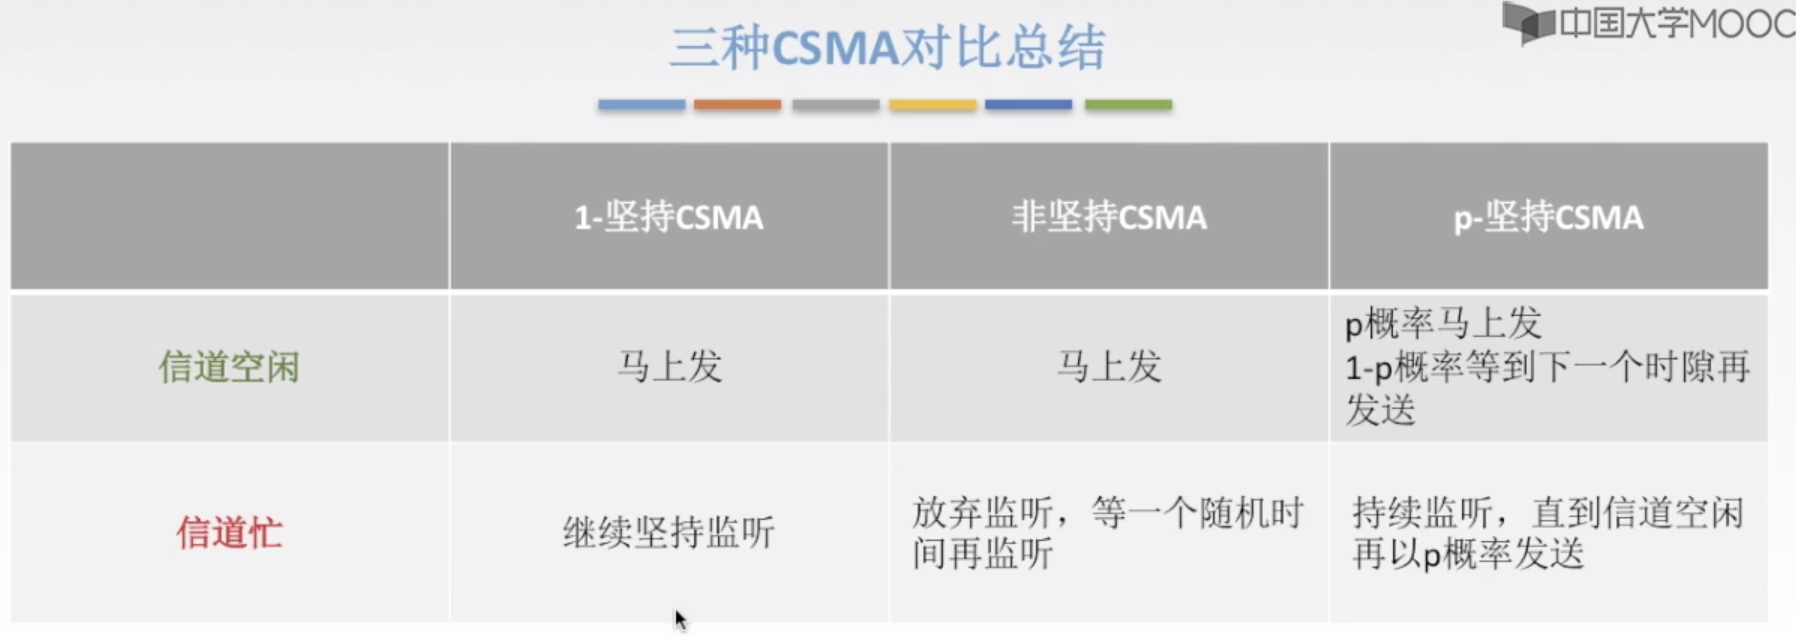 中国大学MOOC
三种CSMA对比总结
1-坚持CSMA
非坚持CSMA
p-坚持CSMA
信道空闲
马上发
马上发
p概率马上发
1-p概率等到下一个时隙再
发送
信道忙
继续坚持监听
放弃监听，等一个随机时
间再监听
持续监听，直到信道空闲
再以p概率发送